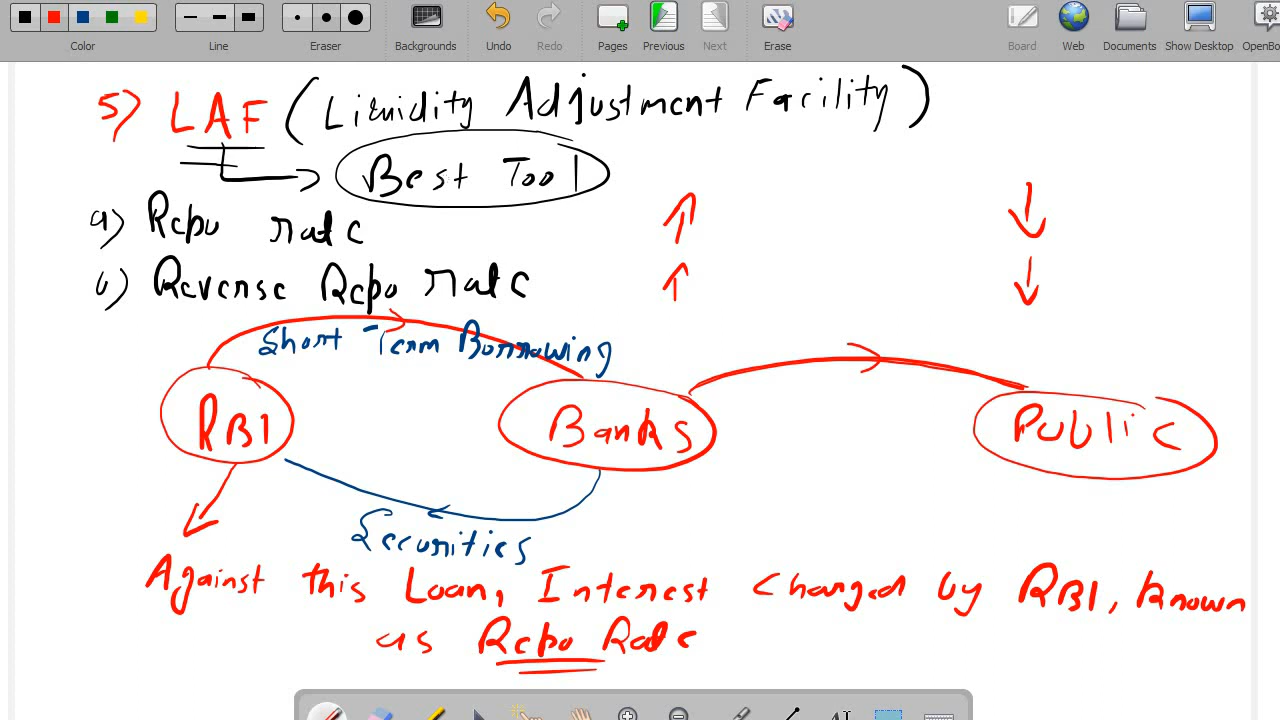 Color Line Eraser Backgrounds Undo Redo Pages Previous Next Erase Board Web Documents Show Desktop OpenBo
5) LAF (Liquidity Adjustment Facility)
Best Tool
a) Repo rate ↑ ↓
b) Reverse Repo rate ↑ ↓
Short-Term Borrowing
RBI Banks Public
Securities
Against this Loan, Interest charged by RBI, known
as Repo Rate